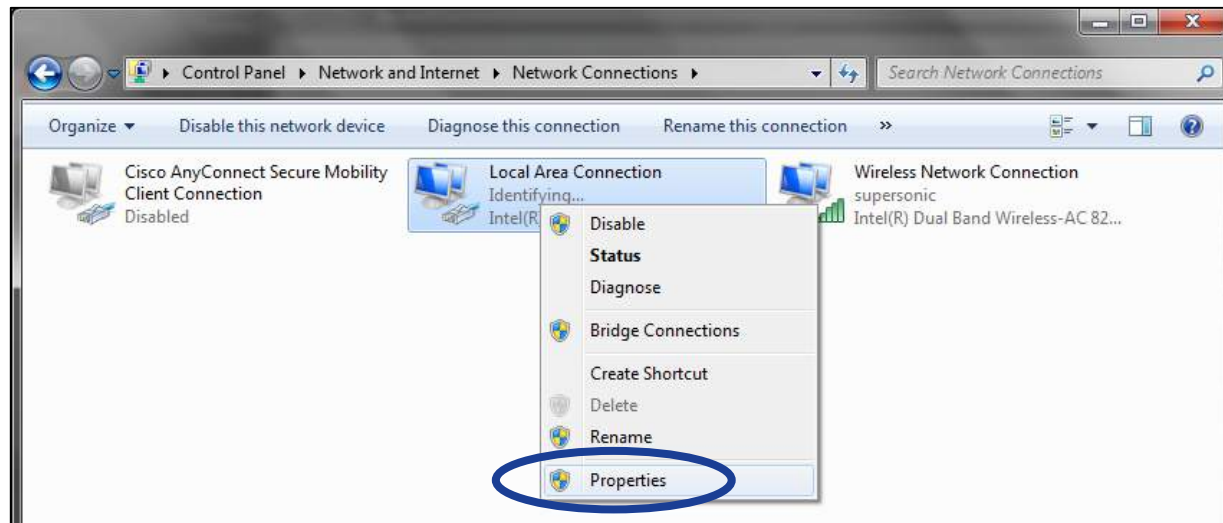 Control Panel ▸ Network and Internet ▸ Network Connections ▸
Search Network Connections
Organize ▾ Disable this network device Diagnose this connection Rename this connection »
Cisco AnyConnect Secure Mobility
Client Connection
Disabled
Local Area Connection
Identifying...
Intel(R
Wireless Network Connection
supersonic
Intel(R) Dual Band Wireless-AC 82...
Disable
Status
Diagnose
Bridge Connections
Create Shortcut
Delete
Rename
Properties